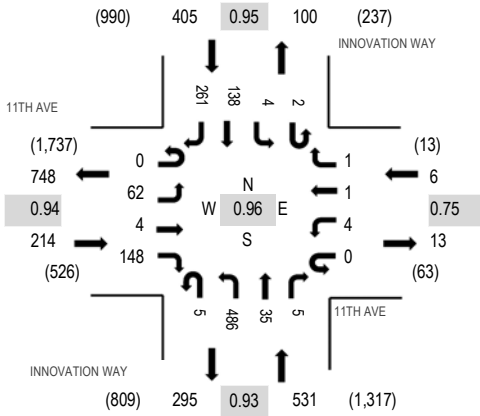 (990) 405 0.95 100 (237)
INNOVATION WAY
261 138 4 2
11TH AVE
(1,737) 0 1 (13)
748 62 N 1 6
0.94 W 0.96 E 0.75
214 4 S 4 13
(526) 148 0 (63)
5 486 35 5
11TH AVE
INNOVATION WAY
(809) 295 0.93 531 (1,317)